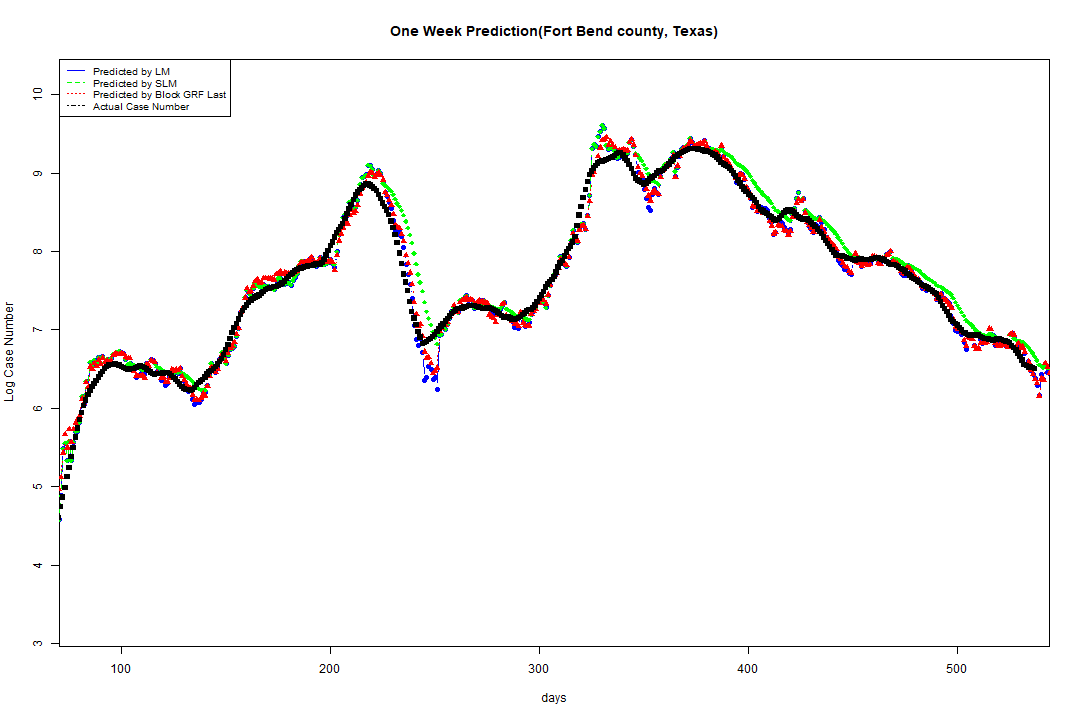 One Week Prediction(Fort Bend county, Texas)
Predicted by LM
Predicted by SLM
Predicted by Block GRF Last
Actual Case Number
10
9
8
7
6
5
4
3
Log Case Number
100 200 300 400 500
days